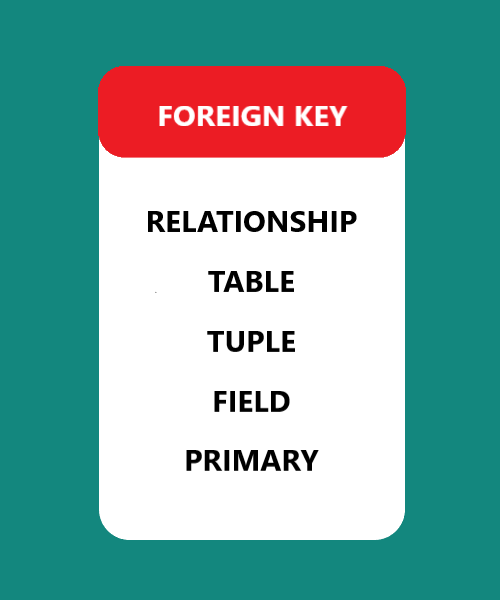 FOREIGN KEY
RELATIONSHIP
TABLE
TUPLE
FIELD
PRIMARY